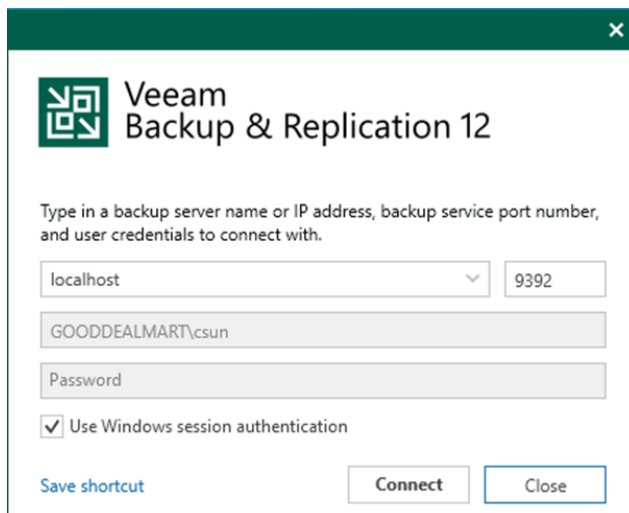 Veeam
Backup & Replication 12
Type in a backup server name or IP address, backup service port number,
and user credentials to connect with.
localhost
9392
GOODDEALMART\csun
Password
Use Windows session authentication
Save shortcut
Connect
Close